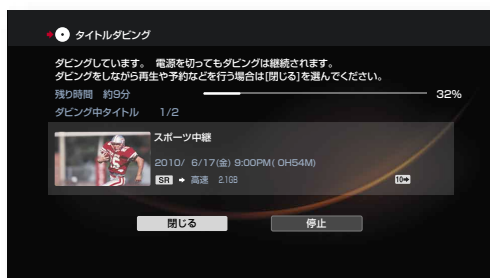 タイトルダビング
ダビングしています。 電源を切ってもダビングは継続されます。
ダビングをしながら再生や予約などを行う場合は[閉じる]を選んでください。
残り時間 約9分 32%
ダビング中タイトル 1/2
スポーツ中継
2010/ 6/17(金) 9:00PM( 0H54M)
SR 高速 2.1GB 10
閉じる 停止